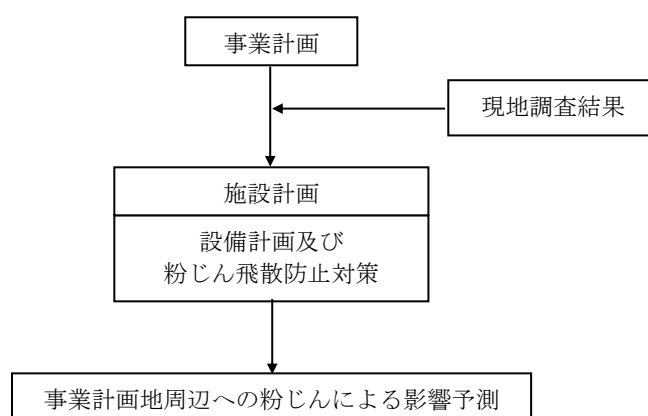 事業計画
現地調査結果
施設計画
設備計画及び
粉じん飛散防止対策
事業計画地周辺への粉じんによる影響予測